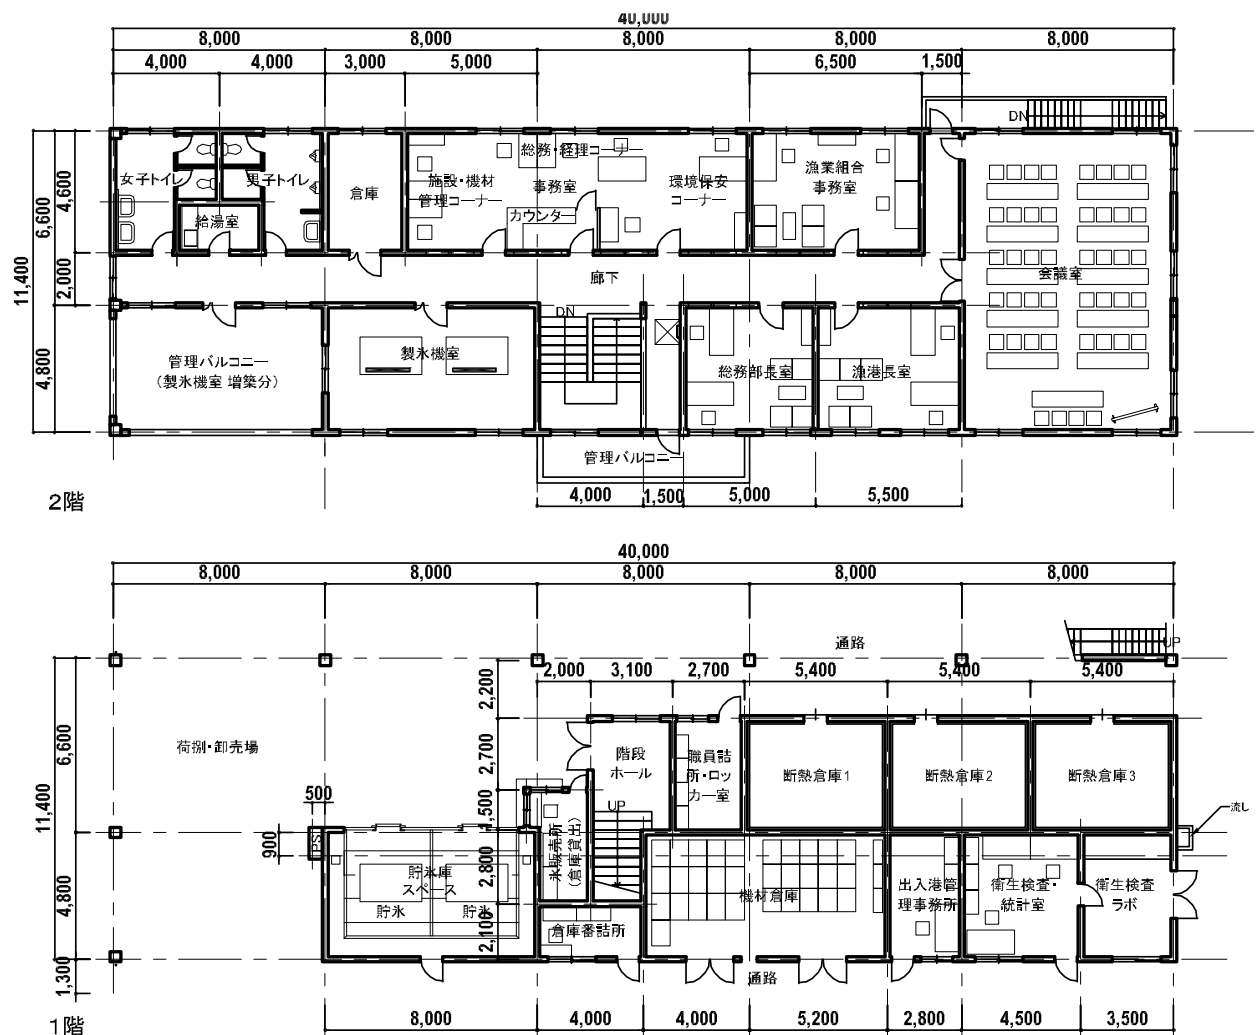 40,000
8,000 8,000 8,000 8,000 8,000
4,000 4,000 3,000 5,000 6,500 1,500
DN
総務・経理コーナー
女子トイレ 男子トイレ
倉庫
施設・機材
管理コーナー
事務室
環境保安
コーナー
漁業組合
事務室
給湯室
カウンター
4,600
6,600
2,000
11,400
4,800
廊下
会議室
DN
管理バルコニー
(製氷機室 増築分)
製氷機室
総務部長室
漁港長室
管理バルコニー
4,000 1,500 5,000 5,500
2階
40,000
8,000 8,000 8,000 8,000 8,000
通路
UP
2,000 3,100 2,700 5,400 5,400 5,400
2,200
6,600
荷捌・卸売場
2,700
階段
ホール
職員詰
所・ロッ
カー室
断熱倉庫1
断熱倉庫2
断熱倉庫3
11,400
500
1,500
UP
流し
PS
900
氷販売所
(倉庫貸出)
2,800
貯氷庫
スペース
貯氷 貯氷
4,800
機材倉庫
出入港管
理事務所
衛生検査・
統計室
衛生検査
ラボ
2,100
倉庫番詰所
1,300
通路
8,000 4,000 4,000 5,200 2,800 4,500 3,500
1階